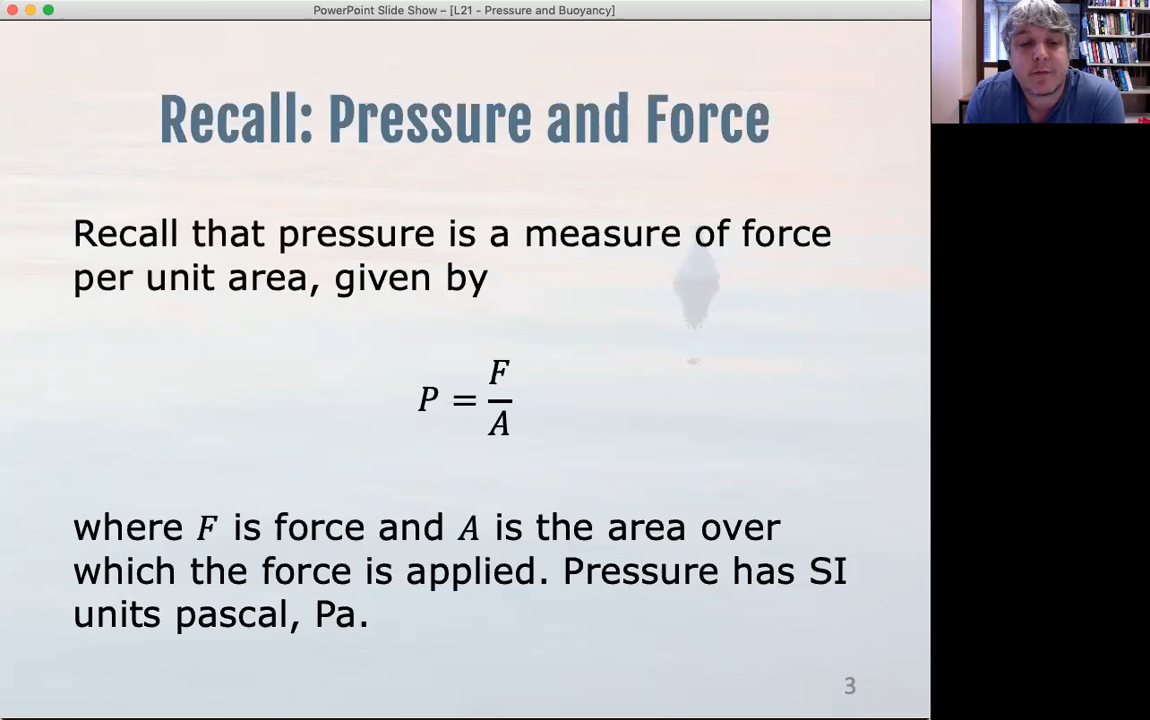 PowerPoint Slide Show – [L21 - Pressure and Buoyancy]
Recall: Pressure and Force
Recall that pressure is a measure of force
per unit area, given by
P = F/A
where F is force and A is the area over
which the force is applied. Pressure has SI
units pascal, Pa.
3